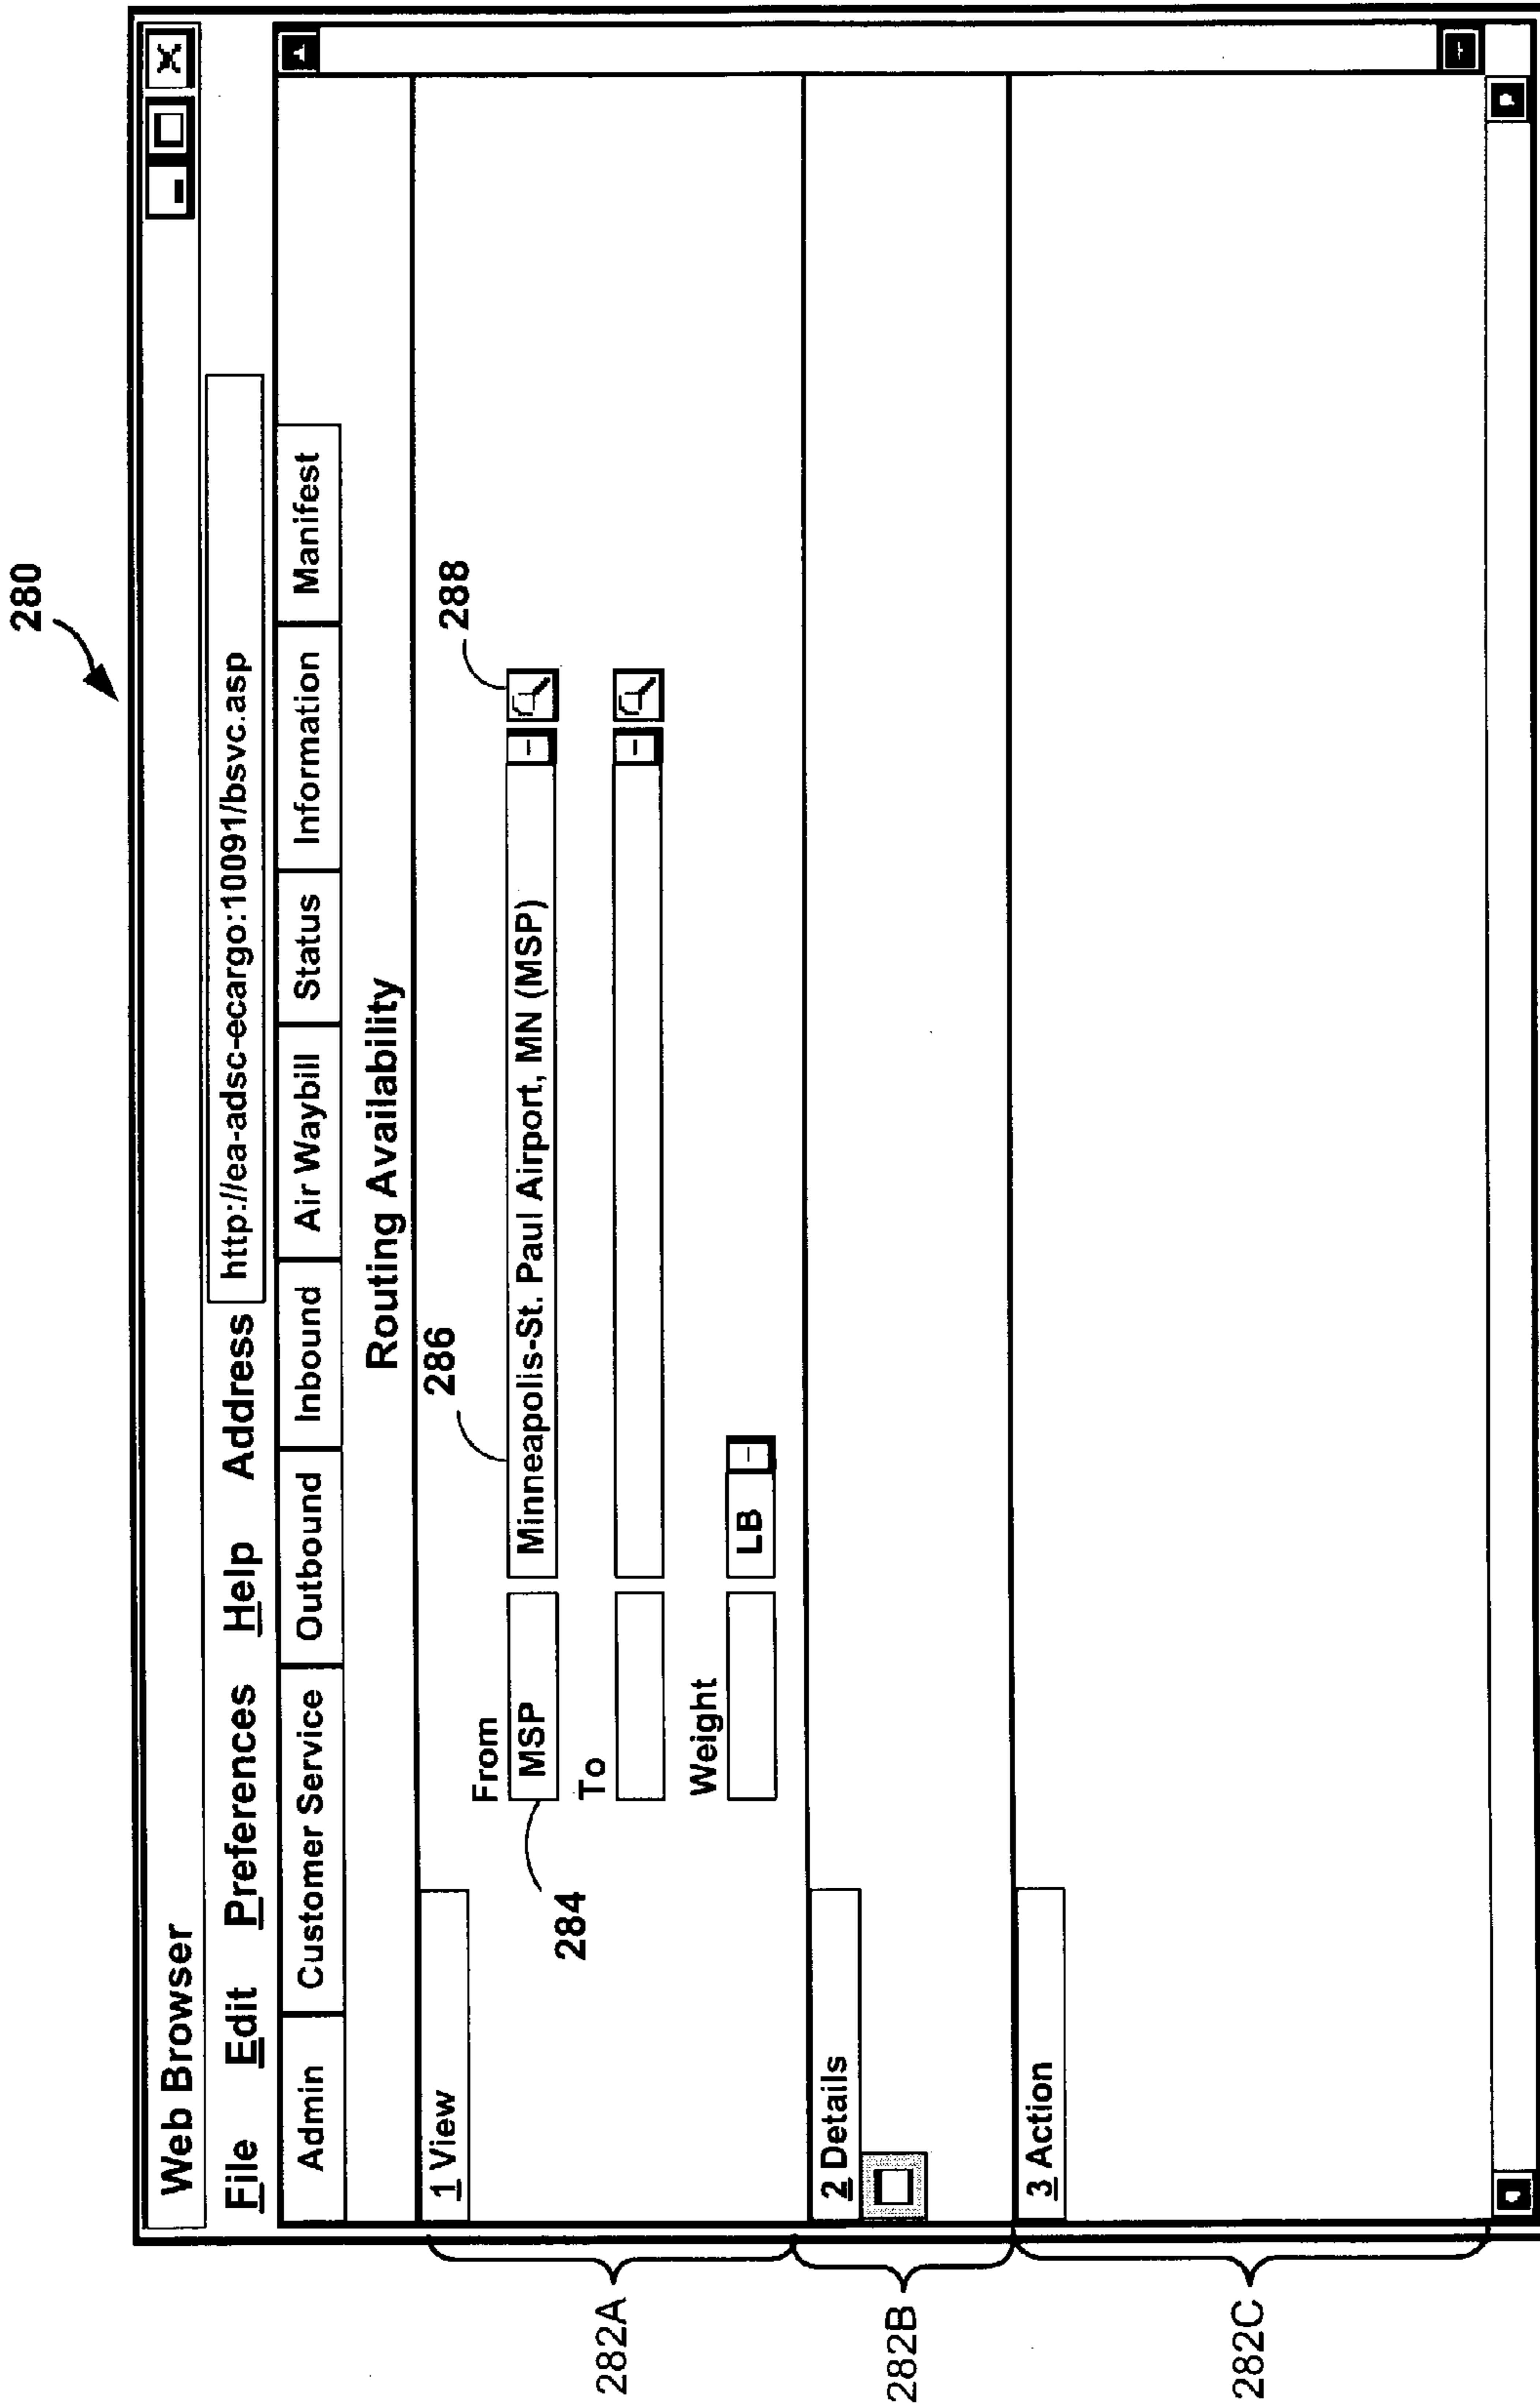 280
Web Browser
File Edit Preferences Help Address http://ea-adsc-ecargo:10091/bsvc.asp
Admin Customer Service Outbound Inbound Air Waybill Status Information Manifest
Routing Availability
282A
1 View
286
288
From
284
MSP Minneapolis-St. Paul Airport, MN (MSP)
To
Weight
LB
282B
2 Details
282C
3 Action